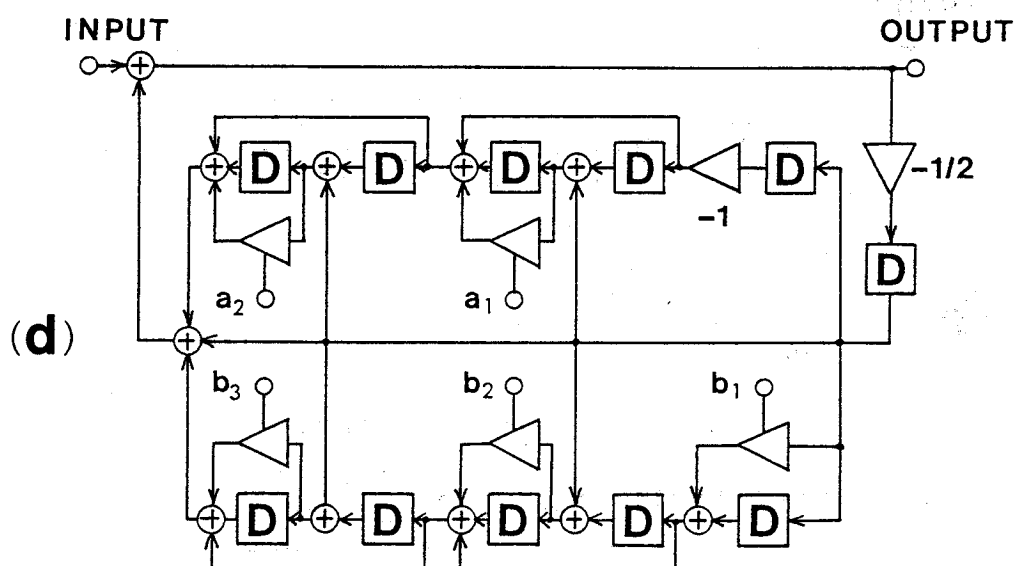 INPUT OUTPUT
D D D D D
-1/2
-1
D
a₂ a₁
(d)
b₃ b₂ b₁
D D D D D